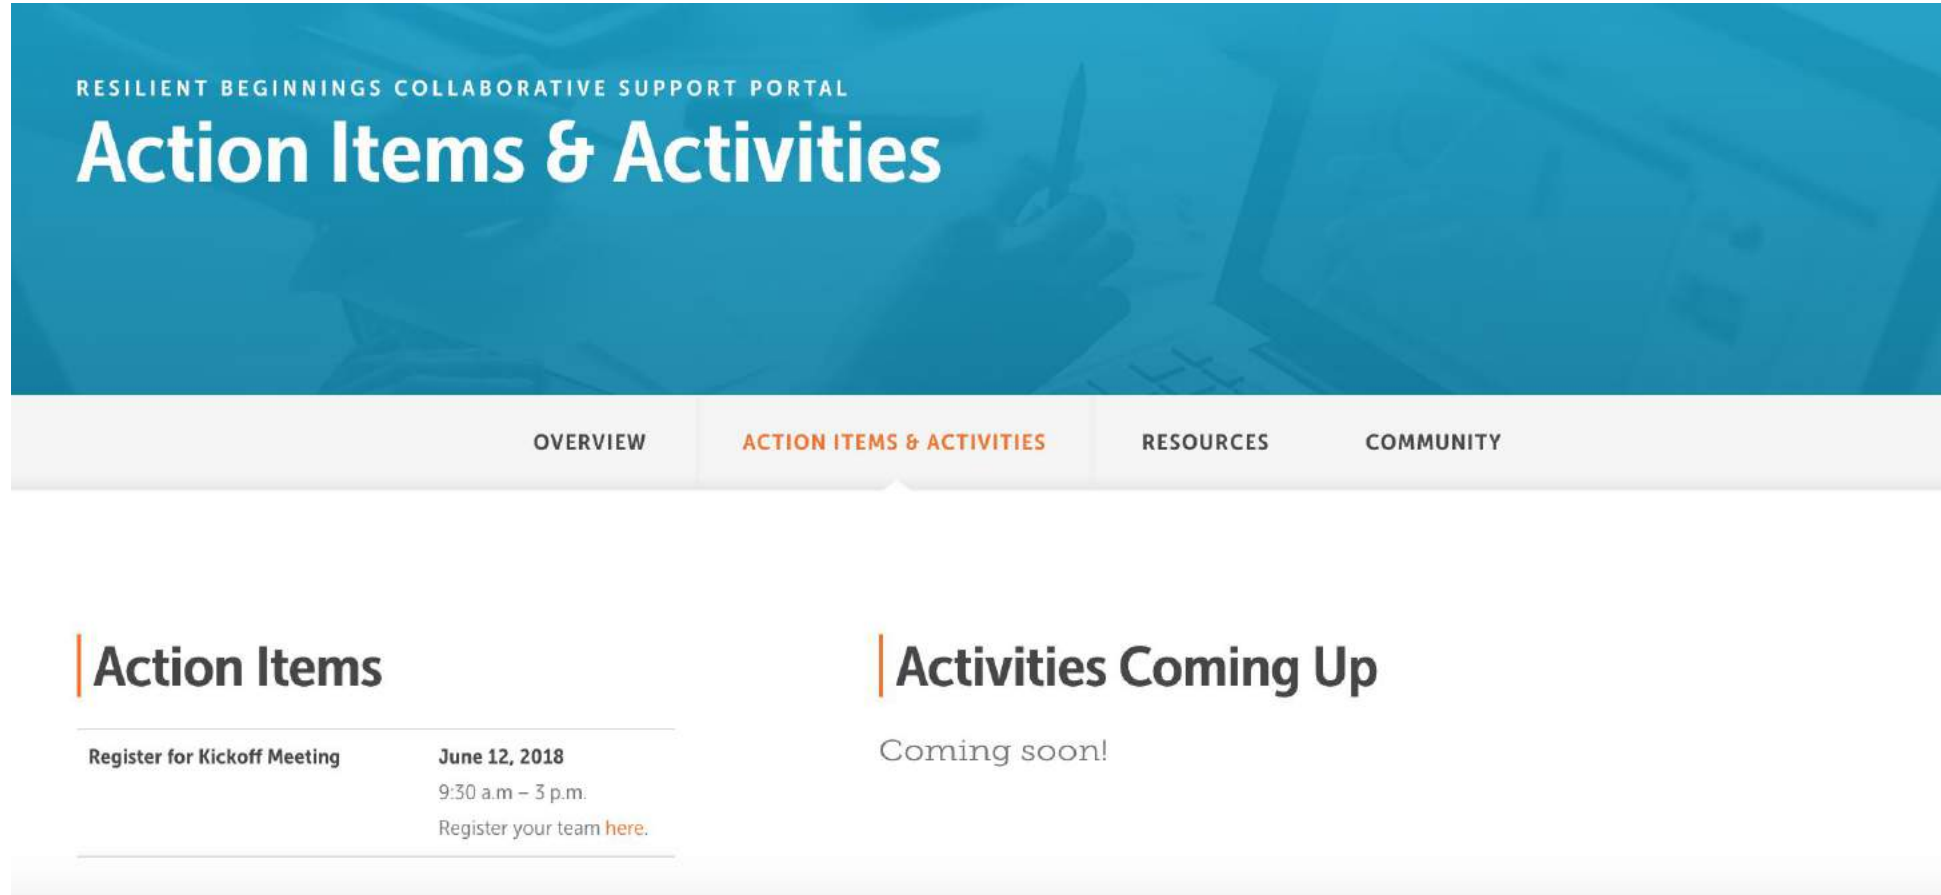 RESILIENT BEGINNINGS COLLABORATIVE SUPPORT PORTAL
Action Items & Activities
OVERVIEW
ACTION ITEMS & ACTIVITIES
RESOURCES
COMMUNITY
Action Items
Register for Kickoff Meeting
June 12, 2018
9:30 a.m – 3 p.m.
Register your team here.
Activities Coming Up
Coming soon!